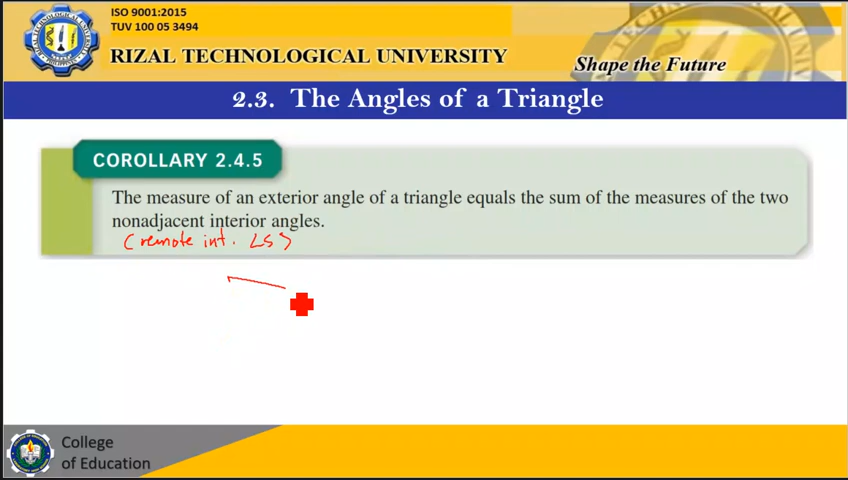 ISO 9001:2015
TUV 100 05 3494
RIZAL TECHNOLOGICAL UNIVERSITY
Shape the Future
2.3. The Angles of a Triangle
COROLLARY 2.4.5
The measure of an exterior angle of a triangle equals the sum of the measures of the two
nonadjacent interior angles.
(remote int. ∠s)
College
of Education